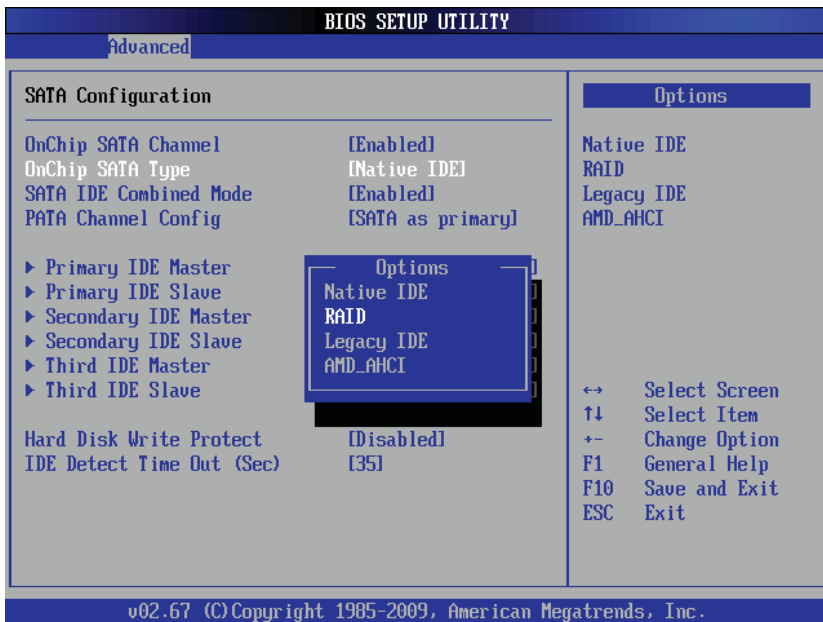 BIOS SETUP UTILITY
Advanced
SATA Configuration
OnChip SATA Channel [Enabled]
OnChip SATA Type [Native IDE]
SATA IDE Combined Mode [Enabled]
PATA Channel Config [SATA as primary]
▶ Primary IDE Master
▶ Primary IDE Slave
▶ Secondary IDE Master
▶ Secondary IDE Slave
▶ Third IDE Master
▶ Third IDE Slave
Options
Native IDE
RAID
Legacy IDE
AMD_AHCI
Hard Disk Write Protect [Disabled]
IDE Detect Time Out (Sec) [35]
Options
Native IDE
RAID
Legacy IDE
AMD_AHCI
↔ Select Screen
↑↓ Select Item
+- Change Option
F1 General Help
F10 Save and Exit
ESC Exit
v02.67 (C)Copyright 1985-2009, American Megatrends, Inc.